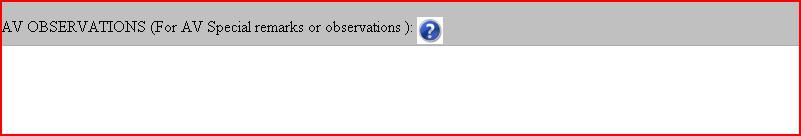 AV OBSERVATIONS (For AV Special remarks or observations ): ?